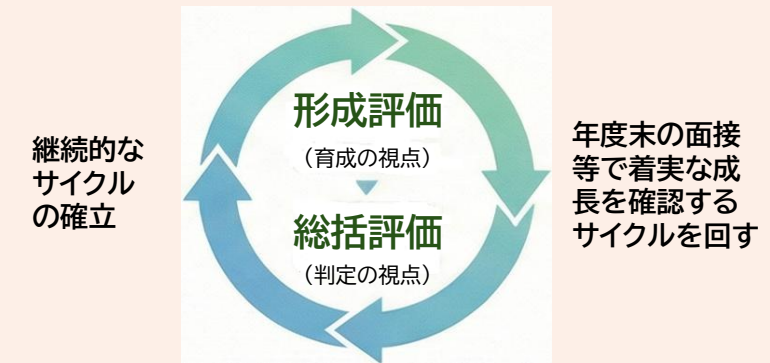 継続的な
サイクル
の確立
形成評価
（育成の視点）
総括評価
（判定の視点）
年度末の面接
等で着実な成
長を確認する
サイクルを回す